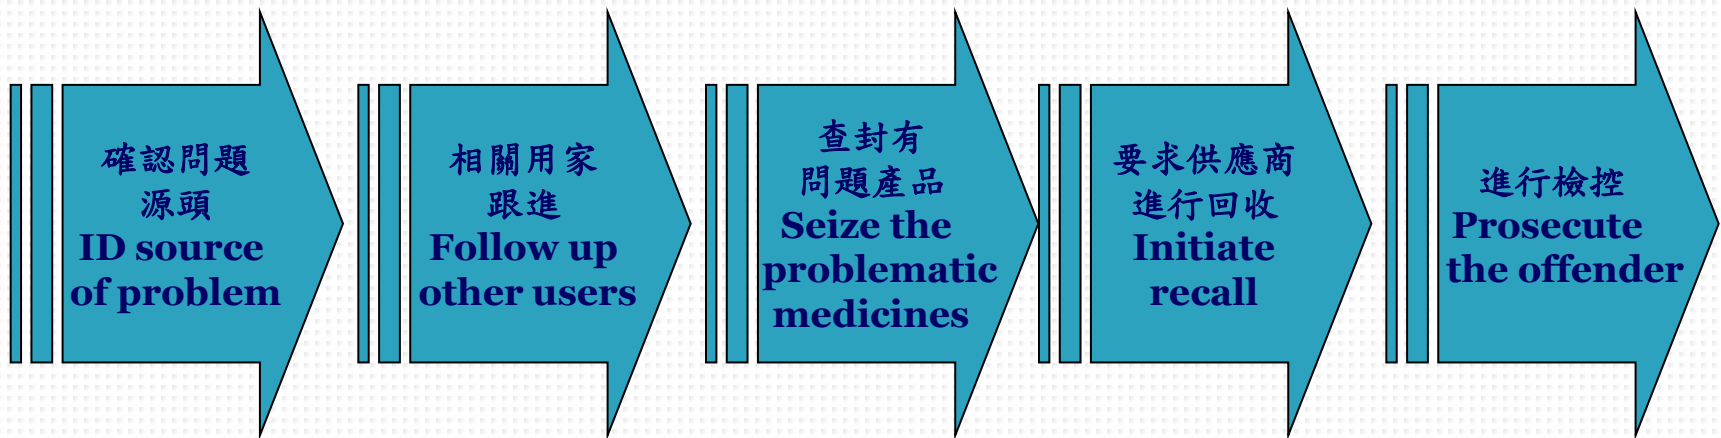 確認問題
源頭
ID source
of problem
相關用家
跟進
Follow up
other users
查封有
問題產品
Seize the
problematic
medicines
要求供應商
進行回收
Initiate
recall
進行檢控
Prosecute
the offender